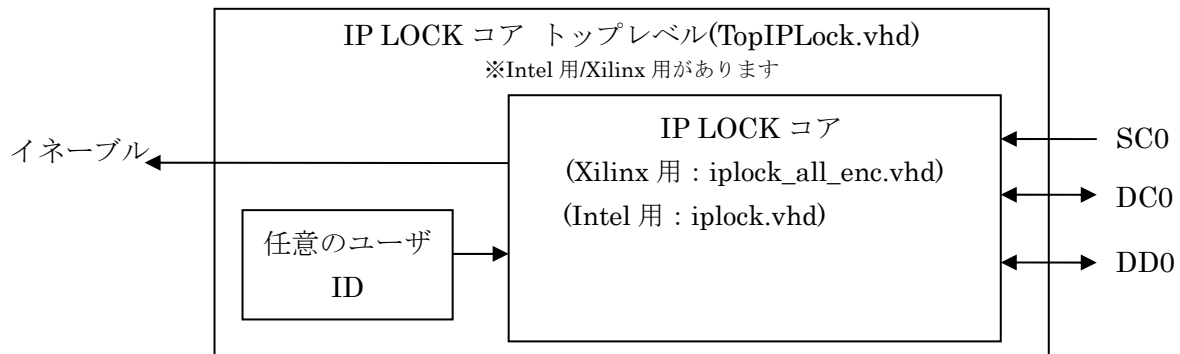 IP LOCK コア トップレベル(TopIPLock.vhd)
※Intel 用/Xilinx 用があります
IP LOCK コア
(Xilinx 用：iplock_all_enc.vhd)
(Intel 用：iplock.vhd)
イネーブル
任意のユーザ
ID
SC0
DC0
DD0